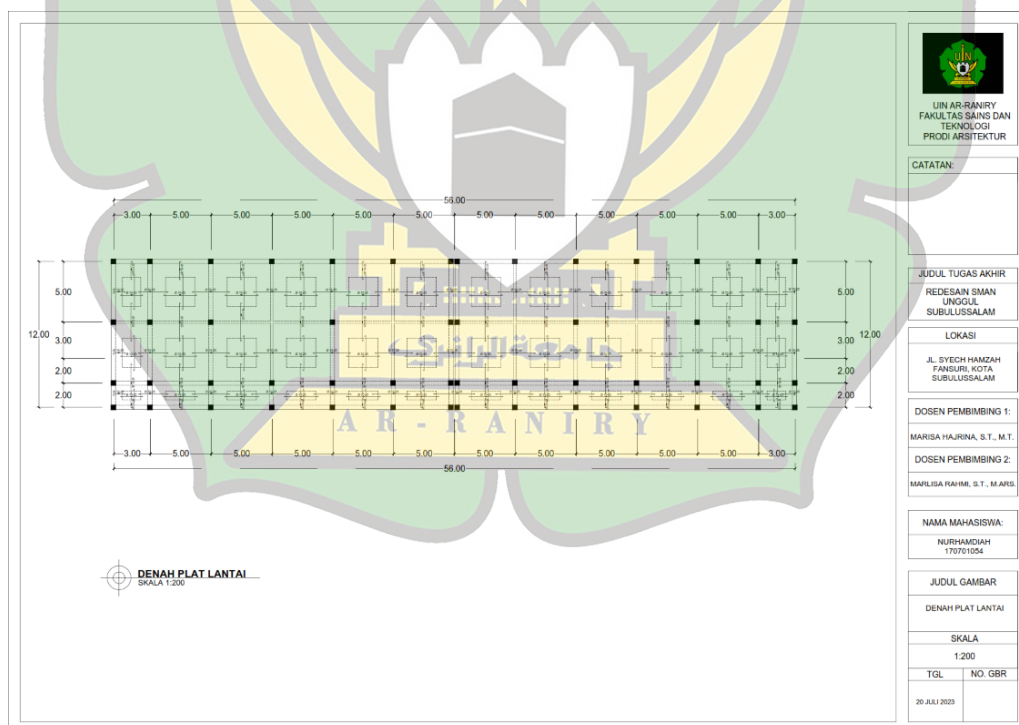 UIN AR-RANIRY
FAKULTAS SAINS DAN
TEKNOLOGI
PRODI ARSITEKTUR
CATATAN:
JUDUL TUGAS AKHIR
REDESAIN SMAN
UNGGUL
SUBULUSSALAM
LOKASI
JL. SYECH HAMZAH
FANSURI, KOTA
SUBULUSSALAM
DOSEN PEMBIMBING 1:
MARISA HAJRINA, S.T., M.T.
DOSEN PEMBIMBING 2:
MARLISA RAHMI, S.T., M.ARS.
NAMA MAHASISWA:
NURHAMDIAH
170701054
JUDUL GAMBAR
DENAH PLAT LANTAI
SKALA
1:200
TGL NO. GBR
20 JULI 2023
56.00
3.00 5.00 5.00 5.00 5.00 5.00 5.00 5.00 5.00 5.00 5.00 3.00
5.00 5.00
12.00 3.00 3.00 12.00
2.00 2.00
2.00 2.00
جامعة الرانيري
AR-RANIRY
3.00 5.00 5.00 5.00 5.00 5.00 5.00 5.00 5.00 5.00 5.00 3.00
56.00
DENAH PLAT LANTAI
SKALA 1:200